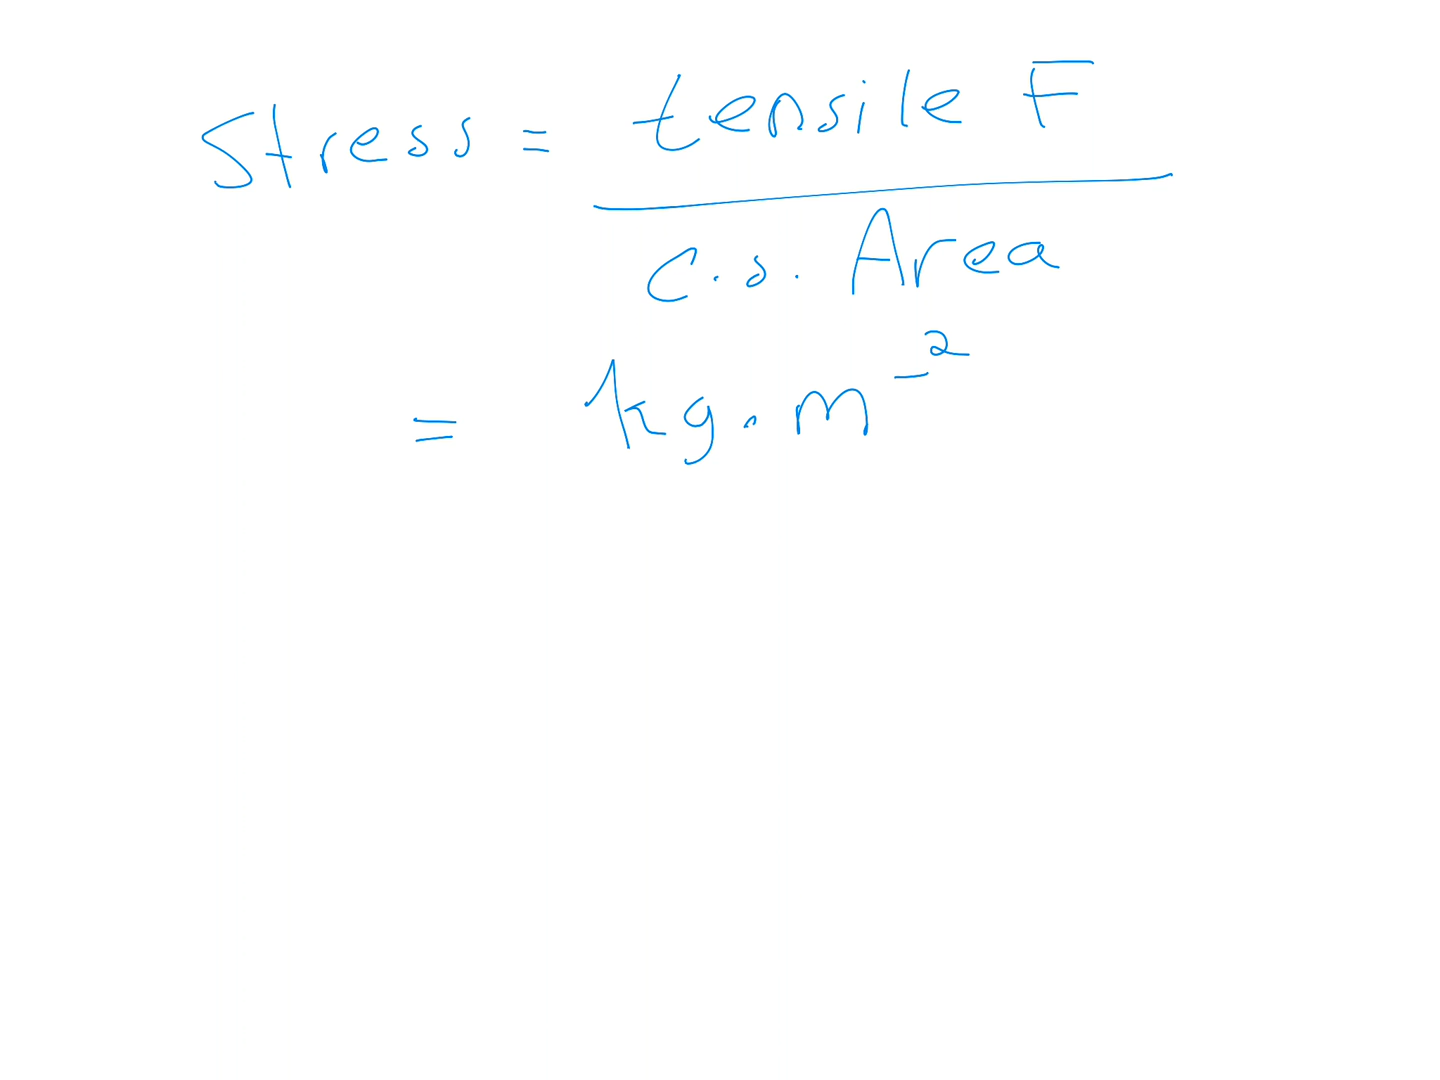 Stress = tensile F
c.s. Area
= kg.m⁻²